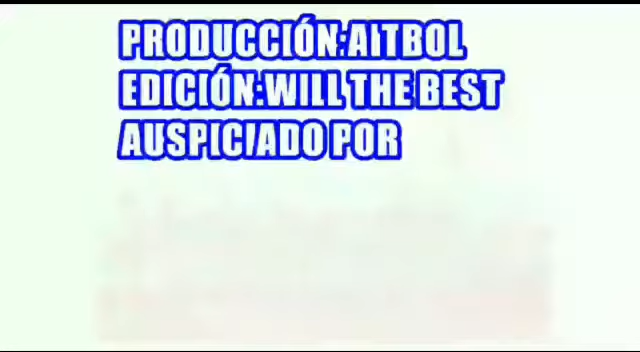 PRODUCCIÓN:AITBOL
EDICIÓN:WILL THE BEST
AUSPICIADO POR